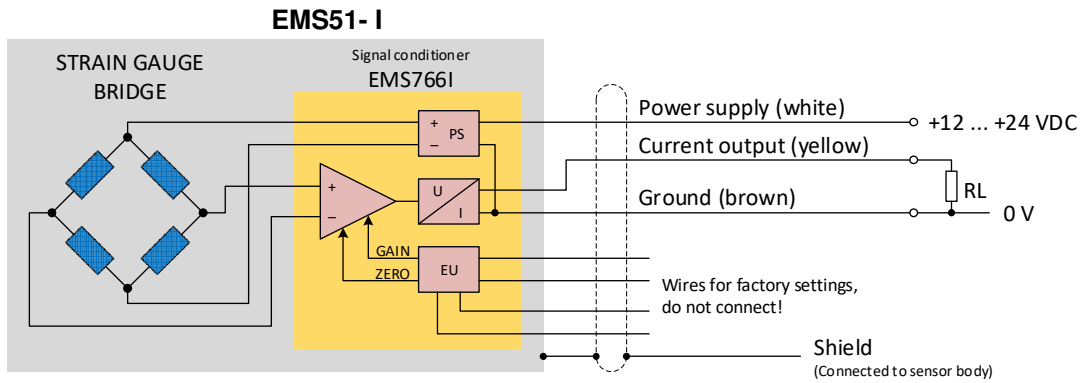 EMS51- I
STRAIN GAUGE
BRIDGE
Signal conditioner
EMS766I
+
−
PS
Power supply (white)
+12 ... +24 VDC
Current output (yellow)
+
−
U
I
RL
Ground (brown)
0 V
GAIN
ZERO
EU
Wires for factory settings,
do not connect!
Shield
(Connected to sensor body)